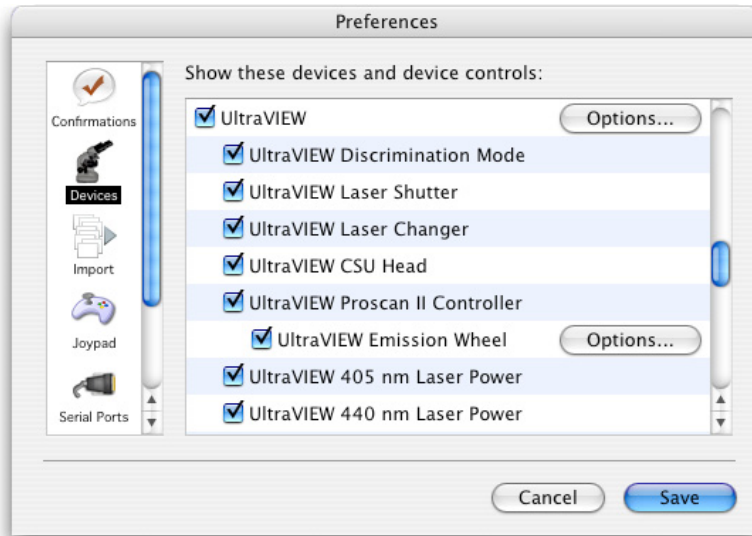 Preferences
Confirmations
Devices
Import
Joypad
Serial Ports
Show these devices and device controls:
UltraVIEW Options...
UltraVIEW Discrimination Mode
UltraVIEW Laser Shutter
UltraVIEW Laser Changer
UltraVIEW CSU Head
UltraVIEW Proscan II Controller
UltraVIEW Emission Wheel Options...
UltraVIEW 405 nm Laser Power
UltraVIEW 440 nm Laser Power
Cancel Save